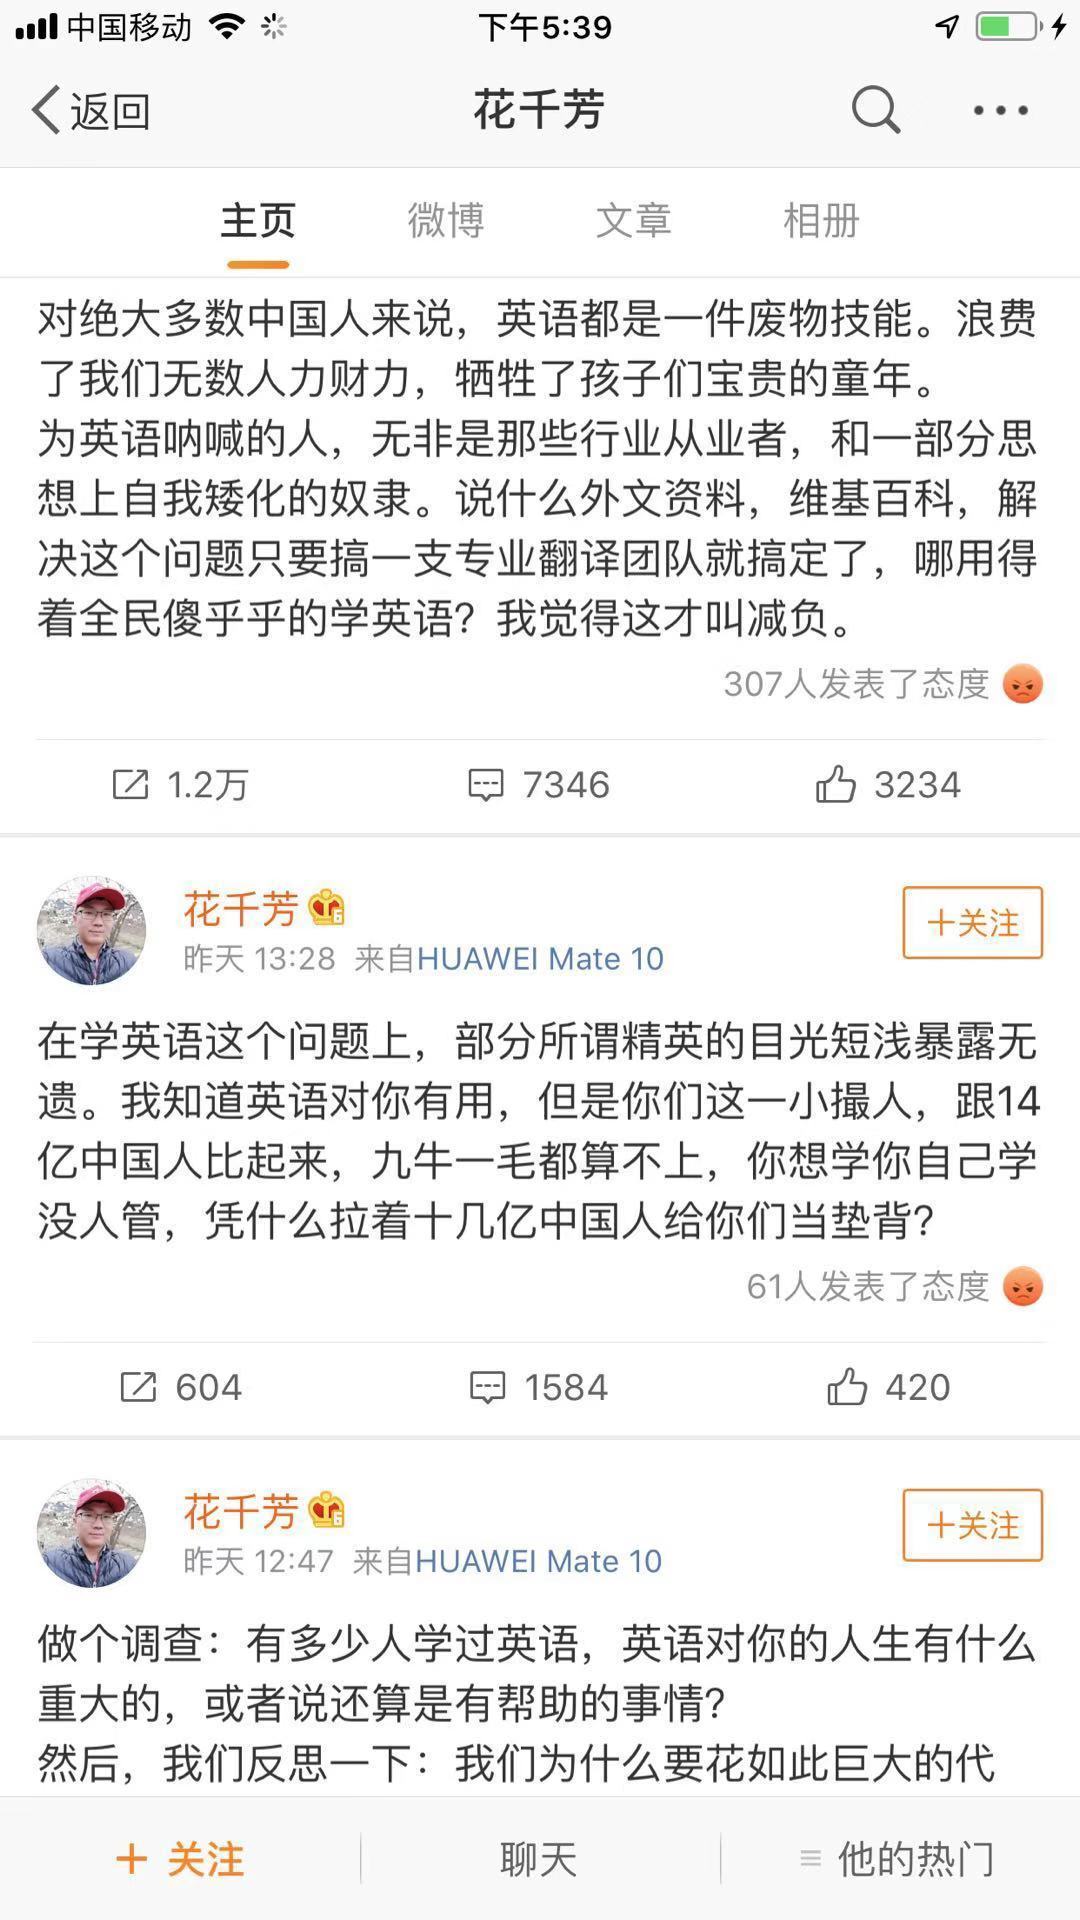 中国移动 下午5:39
返回 花千芳
主页 微博 文章 相册
对绝大多数中国人来说，英语都是一件废物技能。浪费
了我们无数人力财力，牺牲了孩子们宝贵的童年。
为英语呐喊的人，无非是那些行业从业者，和一部分思
想上自我矮化的奴隶。说什么外文资料，维基百科，解
决这个问题只要搞一支专业翻译团队就搞定了，哪用得
着全民傻乎乎的学英语？我觉得这才叫减负。
307人发表了态度
1.2万 7346 3234
花千芳
+关注
昨天 13:28 来自HUAWEI Mate 10
在学英语这个问题上，部分所谓精英的目光短浅暴露无
遗。我知道英语对你有用，但是你们这一小撮人，跟14
亿中国人比起来，九牛一毛都算不上，你想学你自己学
没人管，凭什么拉着十几亿中国人给你们当垫背？
61人发表了态度
604 1584 420
花千芳
+关注
昨天 12:47 来自HUAWEI Mate 10
做个调查：有多少人学过英语，英语对你的人生有什么
重大的，或者说还算是有帮助的事情？
然后，我们反思一下：我们为什么要花如此巨大的代
+ 关注 聊天 他的热门